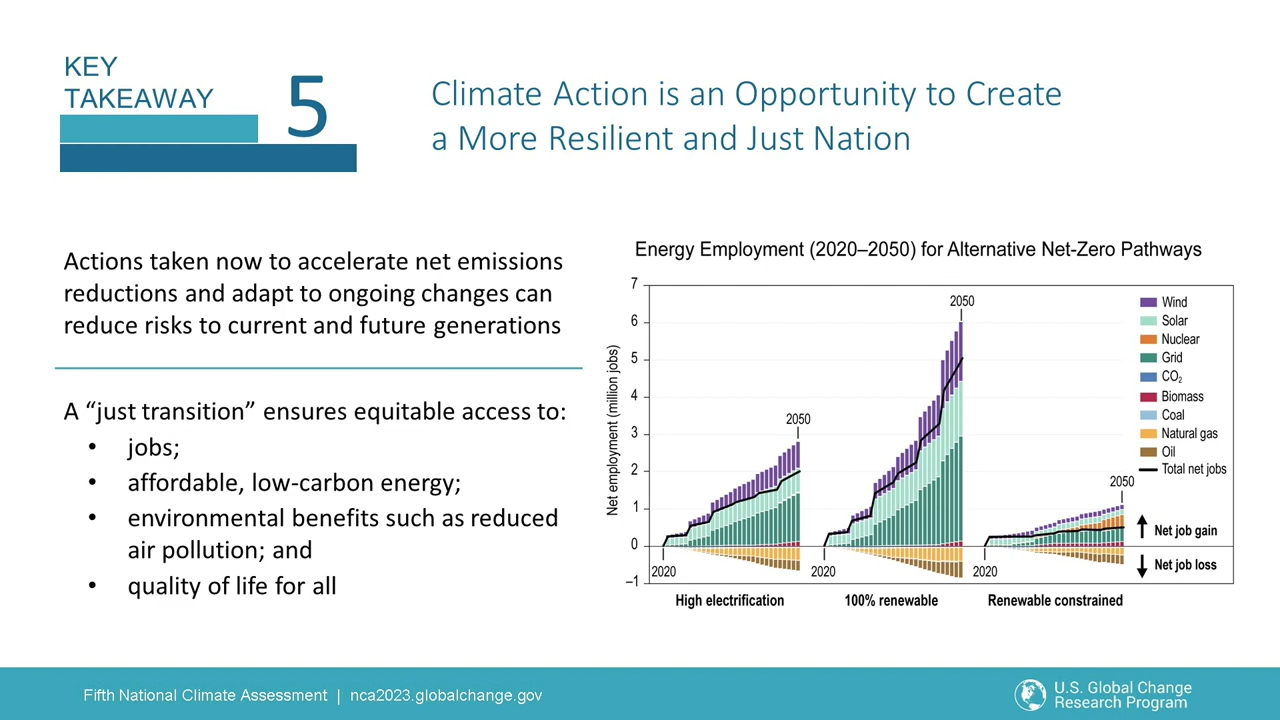 KEY
TAKEAWAY
5
Climate Action is an Opportunity to Create
a More Resilient and Just Nation
Actions taken now to accelerate net emissions
reductions and adapt to ongoing changes can
reduce risks to current and future generations
A “just transition” ensures equitable access to:
• jobs;
• affordable, low-carbon energy;
• environmental benefits such as reduced
air pollution; and
• quality of life for all
Energy Employment (2020–2050) for Alternative Net-Zero Pathways
Net employment (million jobs)
7
6
5
4
3
2
1
0
–1
2020
2050
High electrification
2020
2050
100% renewable
2020
2050
Renewable constrained
Wind
Solar
Nuclear
Grid
CO₂
Biomass
Coal
Natural gas
Oil
Total net jobs
Net job gain
Net job loss
Fifth National Climate Assessment | nca2023.globalchange.gov
U.S. Global Change
Research Program